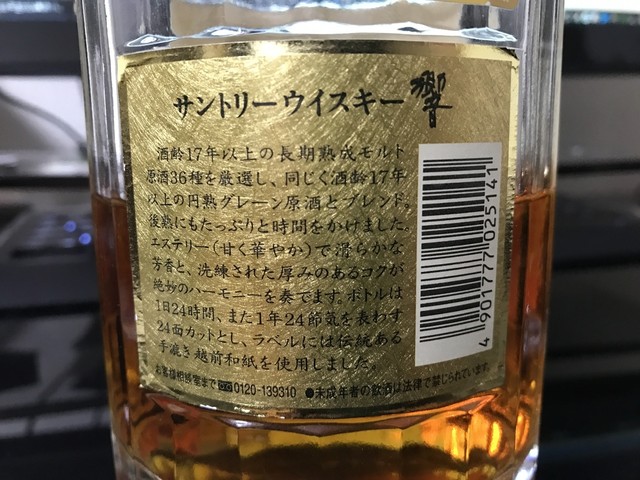 サントリーウイスキー 響
酒齢17年以上の長期熟成モルト
原酒36種を厳選し、同じく酒齢17年
以上の円熟グレーン原酒とブレンド。
後熟にもたっぷりと時間をかけました。
エステリー(甘く華やか)で滑らかな
芳香と、洗練された厚みのあるコクが
絶妙のハーモニーを奏でます。ボトルは
1日24時間、また1年24節気を表わす
24面カットとし、ラベルには伝統ある
手漉き越前和紙を使用しました。
お客様相談室まで 0120-139310 ●未成年者の飲酒は法律で禁じられています。
4 901777 025141